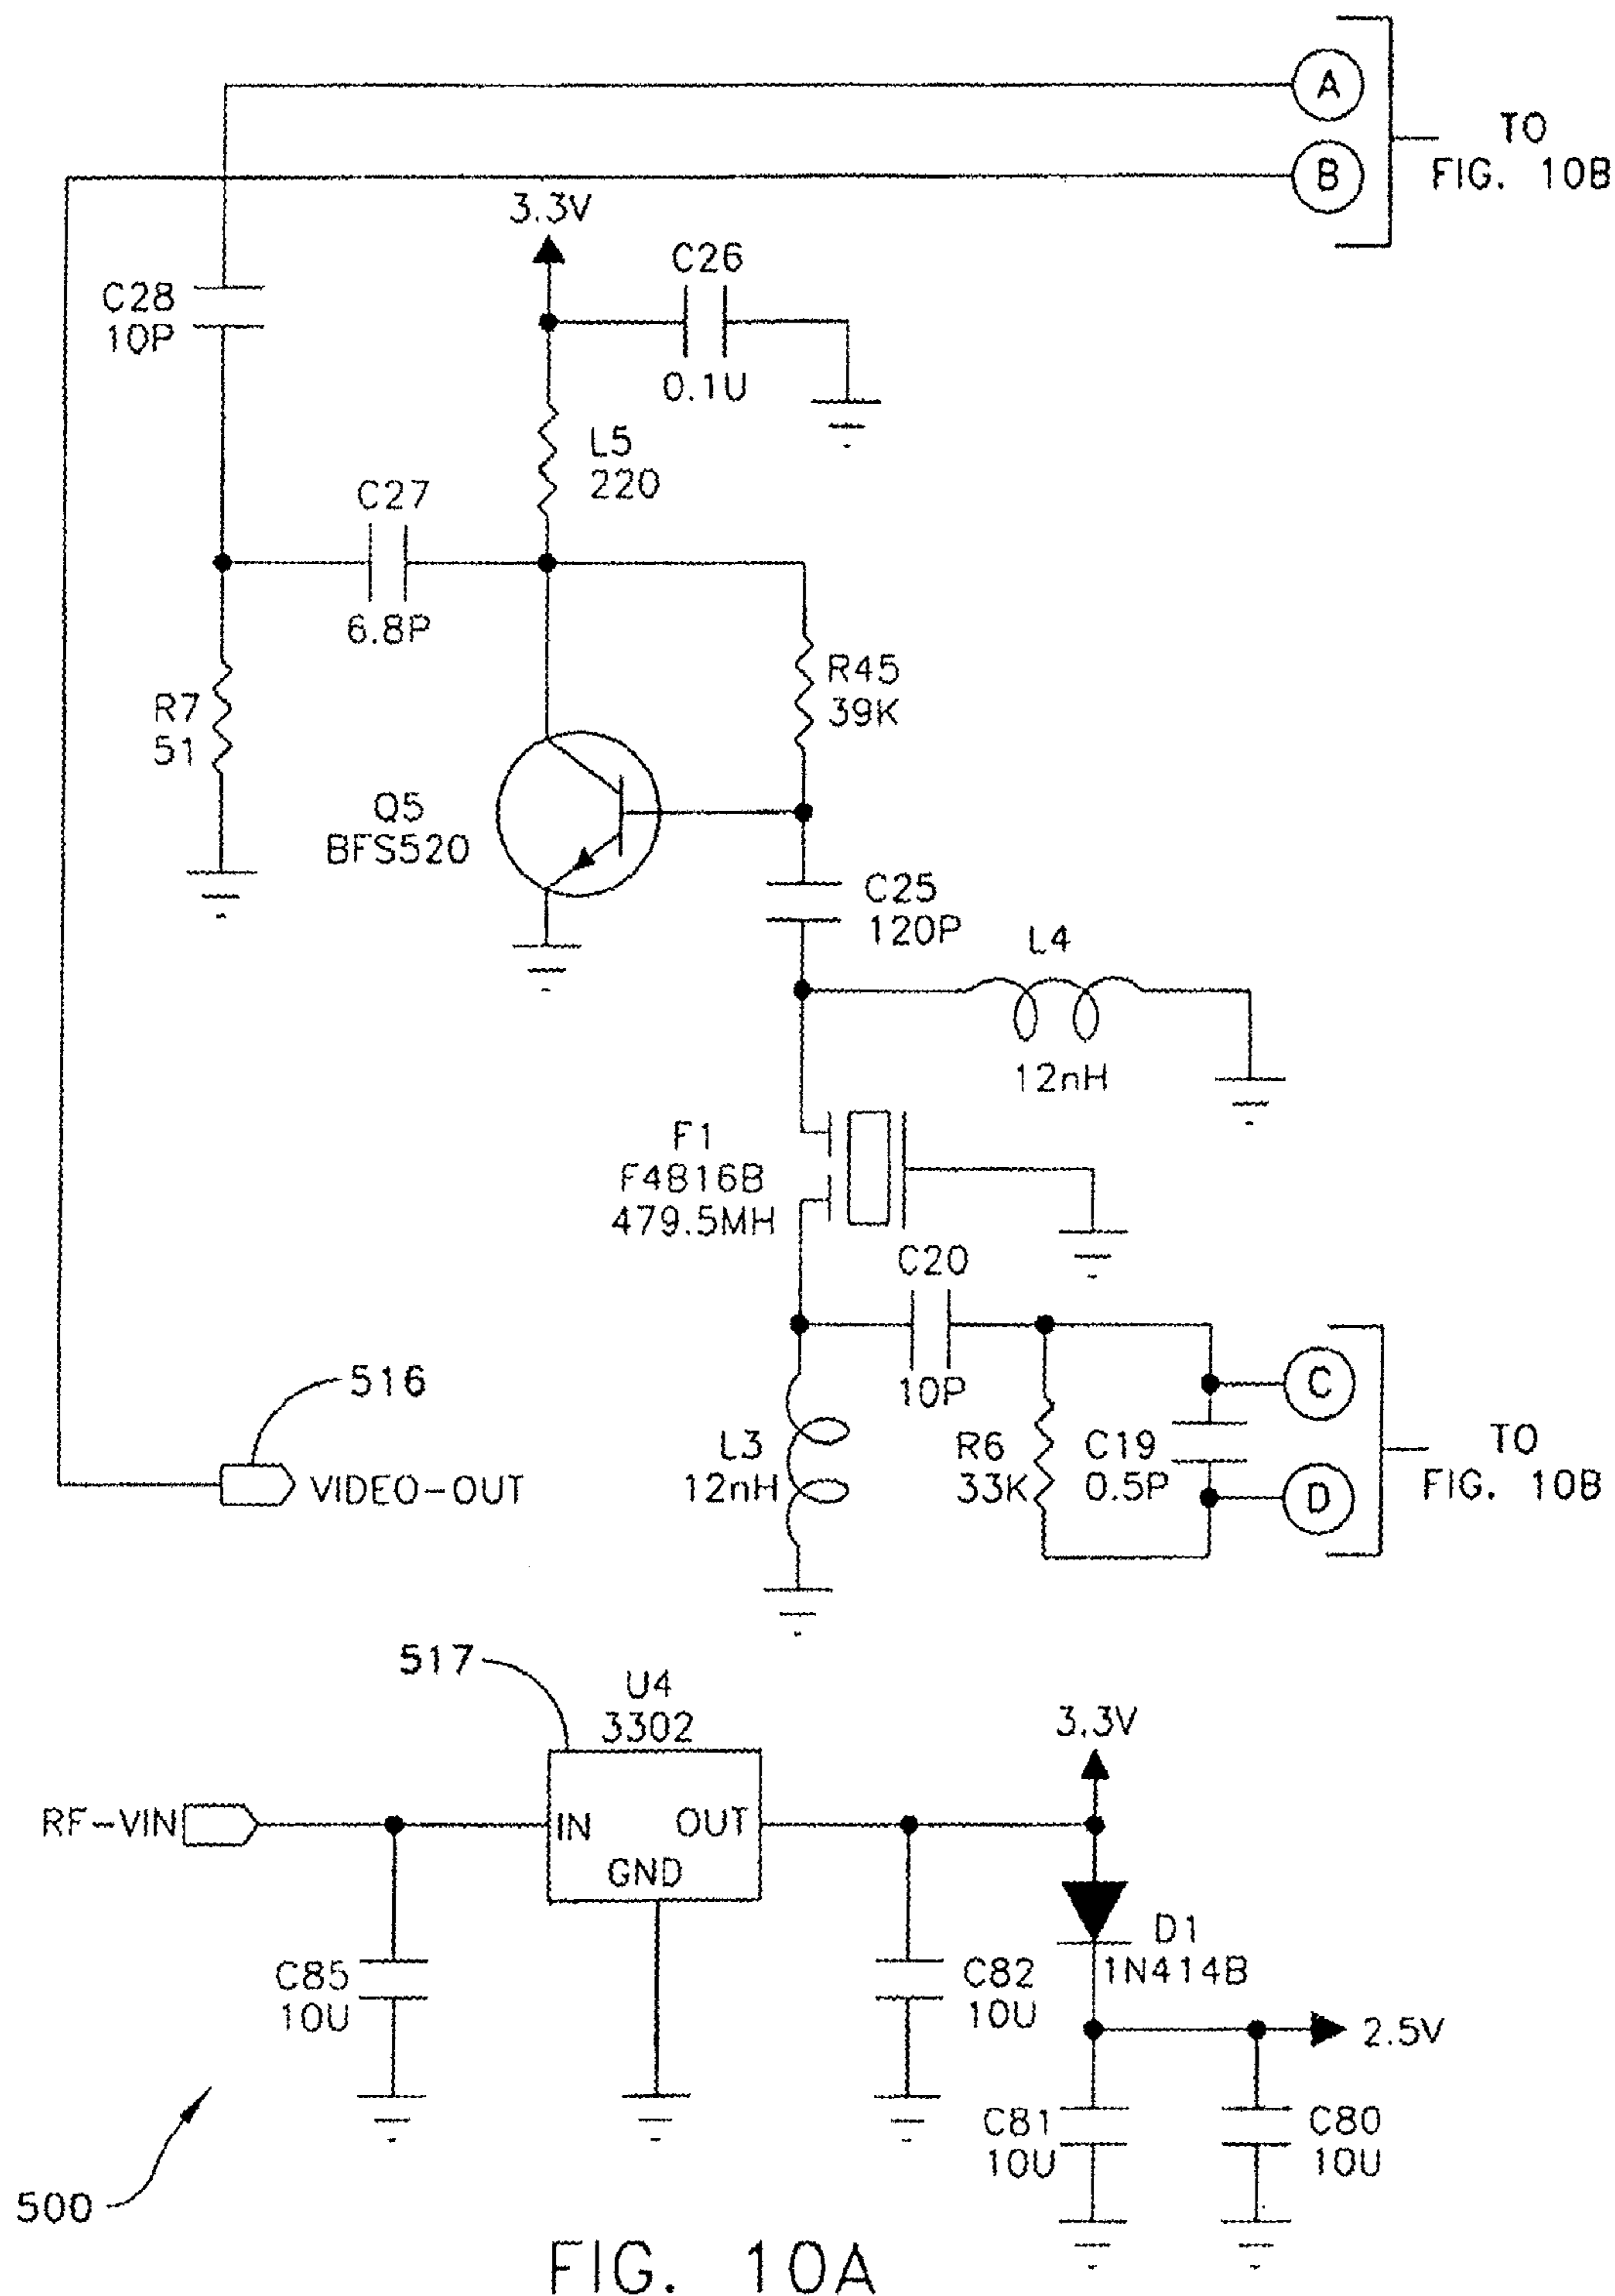 A
B
TO
FIG. 10B
3.3V
C26
0.1U
C28
10P
L5
220
C27
6.8P
R45
39K
R7
51
Q5
BFS520
C25
120P
L4
12nH
F1
F4B16B
479.5MH
C20
10P
516
VIDEO-OUT
L3
12nH
R6
33K
C19
0.5P
C
D
TO
FIG. 10B
517
U4
3302
3.3V
RF-VIN
IN
OUT
GND
C85
10U
C82
10U
D1
1N414B
2.5V
C81
10U
C80
10U
500
FIG. 10A